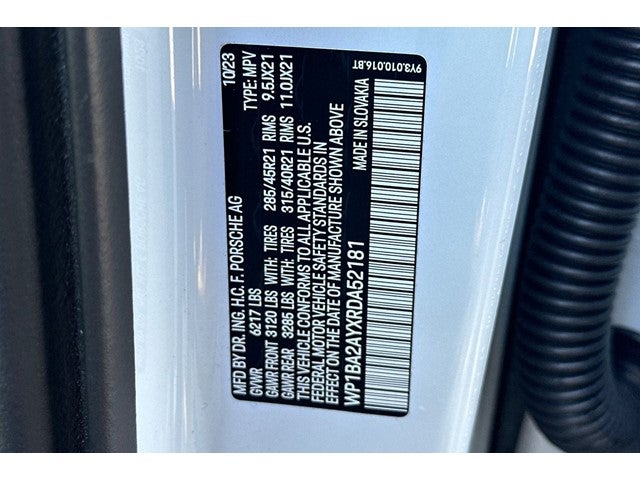 MFD BY DR. ING. H.C. F. PORSCHE AG 10/23
GVWR 6217 LBS TYPE: MPV
GAWR FRONT 3120 LBS WITH: TIRES 285/45R21 RIMS 9.5JX21
GAWR REAR 3285 LBS WITH: TIRES 315/40R21 RIMS 11.0JX21
THIS VEHICLE CONFORMS TO ALL APPLICABLE U.S.
FEDERAL MOTOR VEHICLE SAFETY STANDARDS IN
EFFECT ON THE DATE OF MANUFACTURE SHOWN ABOVE
WP1BA2AYXRDA52181 MADE IN SLOVAKIA
9Y3.010.016.BT